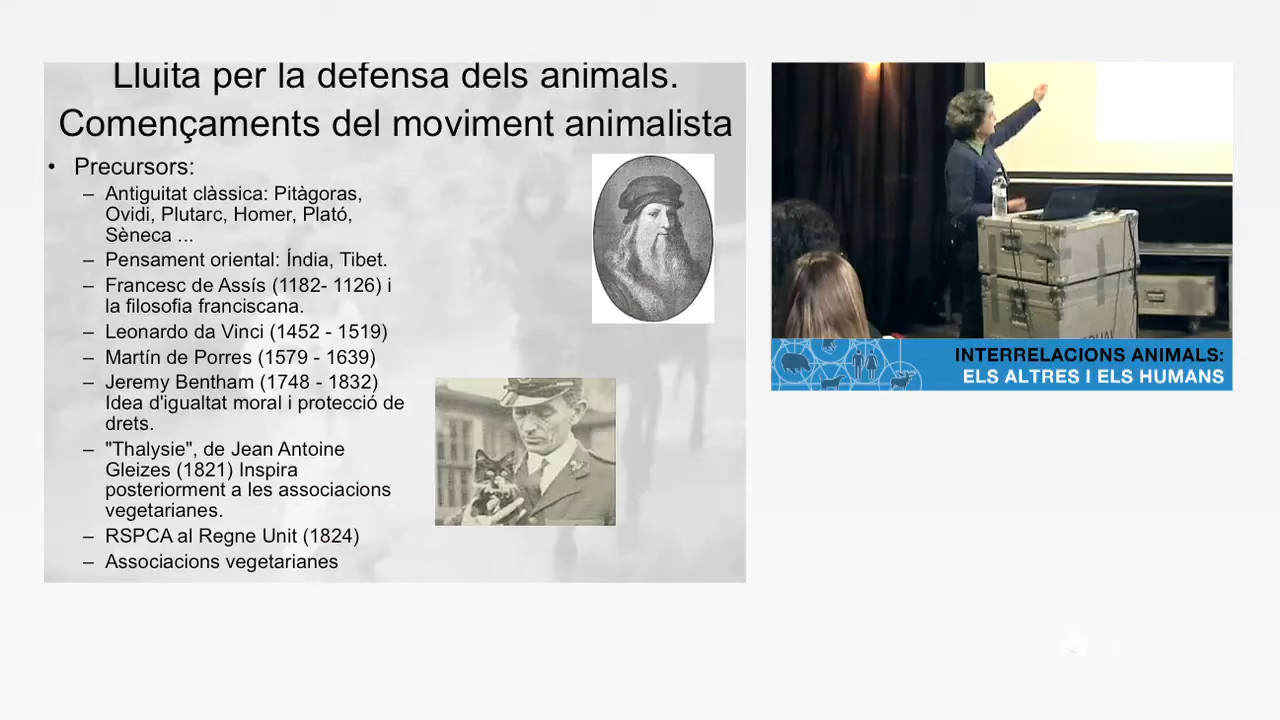 Lluita per la defensa dels animals.
Començaments del moviment animalista
• Precursors:
– Antiguitat clàssica: Pitàgoras,
Ovidi, Plutarc, Homer, Plató,
Sèneca ...
– Pensament oriental: Índia, Tibet.
– Francesc de Assís (1182- 1126) i
la filosofia franciscana.
– Leonardo da Vinci (1452 - 1519)
– Martín de Porres (1579 - 1639)
– Jeremy Bentham (1748 - 1832)
Idea d'igualtat moral i protecció de
drets.
– "Thalysie", de Jean Antoine
Gleizes (1821) Inspira
posteriorment a les associacions
vegetarianes.
– RSPCA al Regne Unit (1824)
– Associacions vegetarianes
INTERRELACIONS ANIMALS:
ELS ALTRES I ELS HUMANS